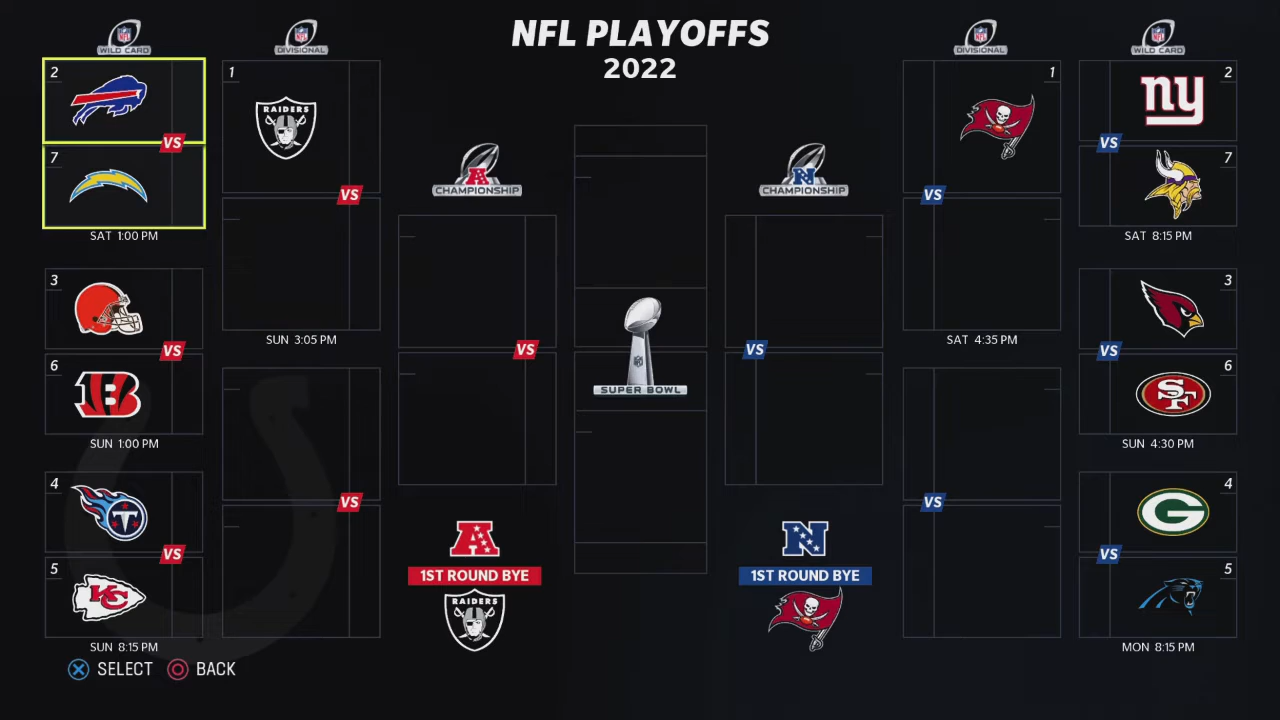 NFL PLAYOFFS
2022
WILD CARD
DIVISIONAL
DIVISIONAL
WILD CARD
2
VS
7
SAT 1:00 PM
3
VS
6
SUN 1:00 PM
4
VS
5
SUN 8:15 PM
1
RAIDERS
VS
SUN 3:05 PM
VS
A
CHAMPIONSHIP
VS
NFL
SUPER BOWL
N
CHAMPIONSHIP
VS
1
VS
SAT 4:35 PM
VS
ny
2
VS
7
SAT 8:15 PM
3
VS
SF
6
SUN 4:30 PM
G
4
VS
5
MON 8:15 PM
B
T
KC
A
1ST ROUND BYE
RAIDERS
N
1ST ROUND BYE
SELECT
BACK